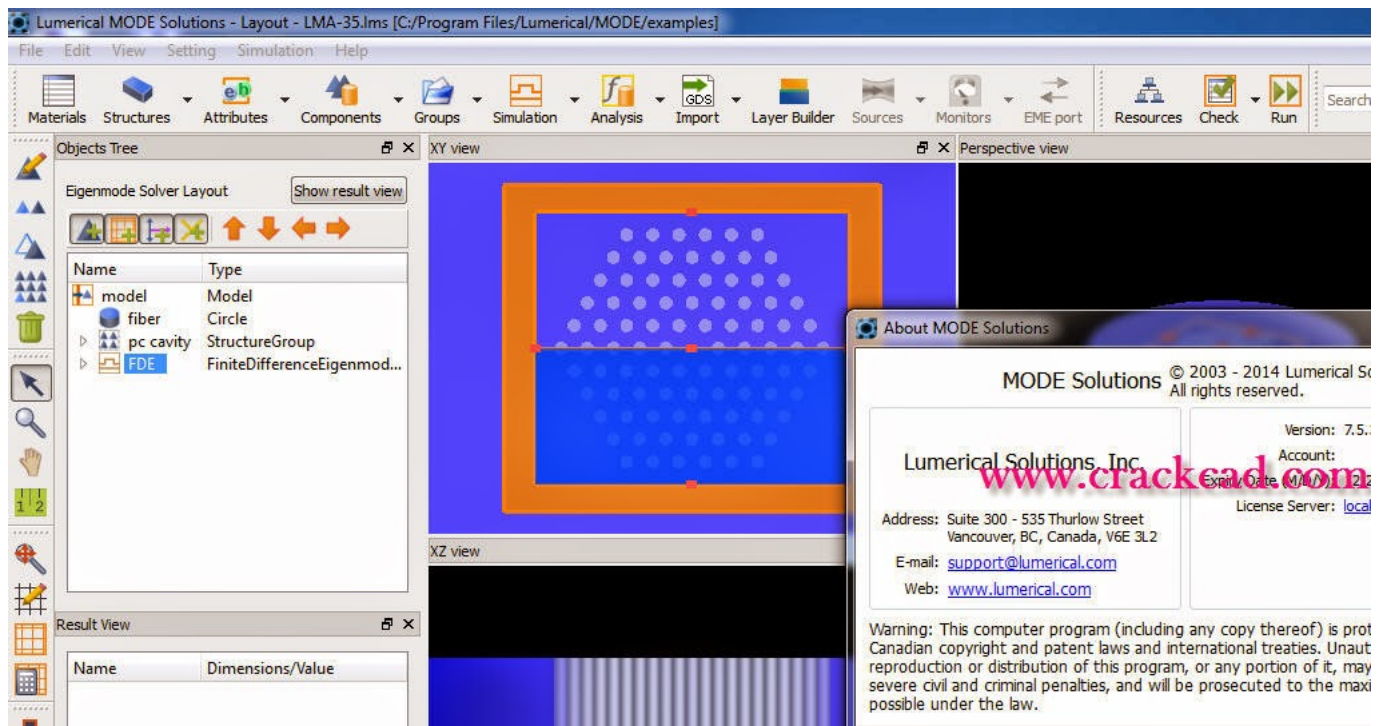 Lumerical MODE Solutions - Layout - LMA-35.lms [C:/Program Files/Lumerical/MODE/examples]
File Edit View Setting Simulation Help
Materials Structures Attributes Components Groups Simulation Analysis Import Layer Builder Sources Monitors EME port Resources Check Run Search
GDS
Objects Tree
Eigenmode Solver Layout
Show result view
Name Type
model Model
fiber Circle
pc cavity StructureGroup
FDE FiniteDifferenceEigenmod...
Result View
Name Dimensions/Value
XY view
Perspective view
XZ view
About MODE Solutions
MODE Solutions © 2003 - 2014 Lumerical
All rights reserved.
Lumerical Solutions, Inc.
Address: Suite 300 - 535 Thurlow Street
Vancouver, BC, Canada, V6E 3L2
E-mail: support@lumerical.com
Web: www.lumerical.com
Version: 7.5.
Account:
Expiry Date (M/D/Y):
License Server: local
www.crackcad.com
Warning: This computer program (including any copy thereof) is prot
Canadian copyright and patent laws and international treaties. Unaut
reproduction or distribution of this program, or any portion of it, may
severe civil and criminal penalties, and will be prosecuted to the maxi
possible under the law.